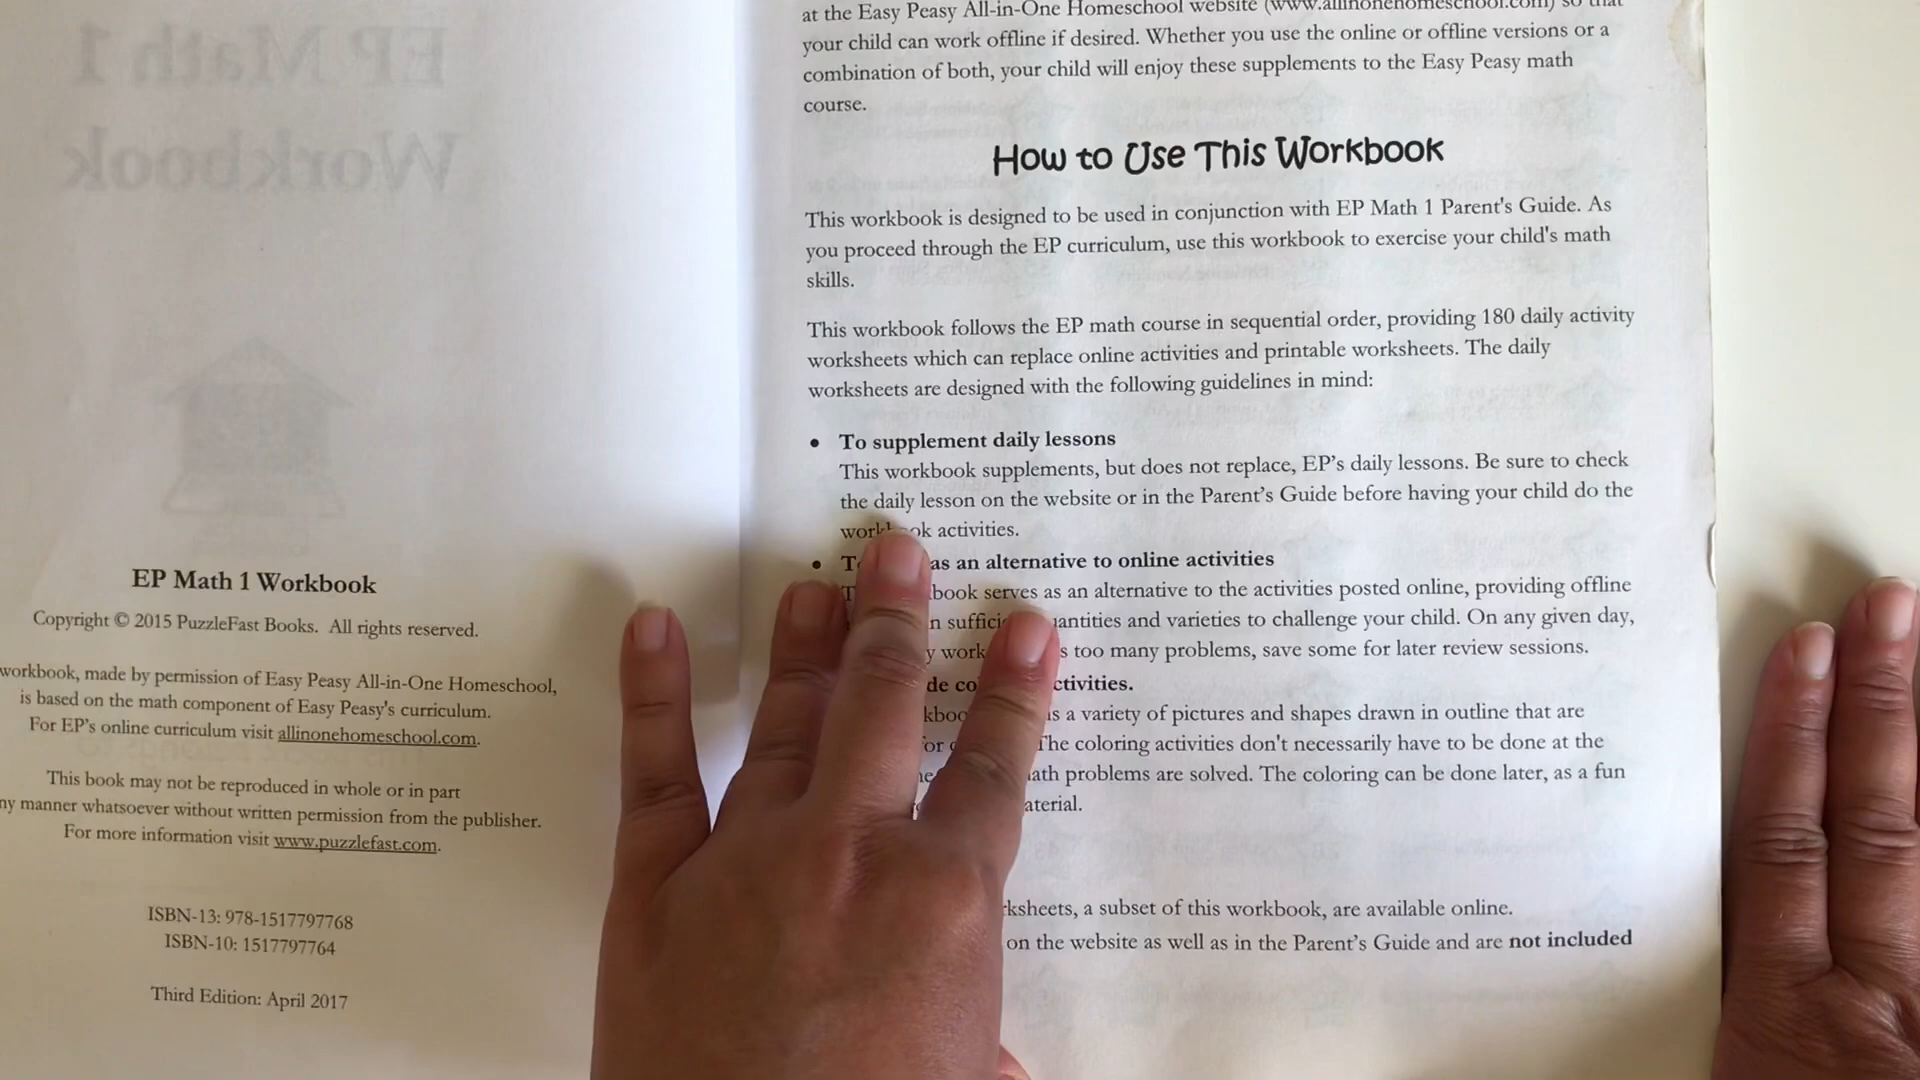 EP Math 1
Workbook
EP Math 1 Workbook
Copyright © 2015 PuzzleFast Books. All rights reserved.
workbook, made by permission of Easy Peasy All-in-One Homeschool,
is based on the math component of Easy Peasy's curriculum.
For EP's online curriculum visit allinonehomeschool.com.
This book may not be reproduced in whole or in part
manner whatsoever without written permission from the publisher.
For more information visit www.puzzlefast.com.
ISBN-13: 978-1517797768
ISBN-10: 1517797764
Third Edition: April 2017
at the Easy Peasy All-in-One Homeschool website (www.allinonehomeschool.com) so that
your child can work offline if desired. Whether you use the online or offline versions or a
combination of both, your child will enjoy these supplements to the Easy Peasy math
course.
How to Use This Workbook
This workbook is designed to be used in conjunction with EP Math 1 Parent's Guide. As
you proceed through the EP curriculum, use this workbook to exercise your child's math
skills.
This workbook follows the EP math course in sequential order, providing 180 daily activity
worksheets which can replace online activities and printable worksheets. The daily
worksheets are designed with the following guidelines in mind:
• To supplement daily lessons
This workbook supplements, but does not replace, EP's daily lessons. Be sure to check
the daily lesson on the website or in the Parent's Guide before having your child do the
activities.
• as an alternative to online activities
serves as an alternative to the activities posted online, providing offline
and varieties to challenge your child. On any given day,
too many problems, save some for later review sessions.
is a variety of pictures and shapes drawn in outline that are
The coloring activities don't necessarily have to be done at the
problems are solved. The coloring can be done later, as a fun
a subset of this workbook, are available online.
on the website as well as in the Parent's Guide and are not included